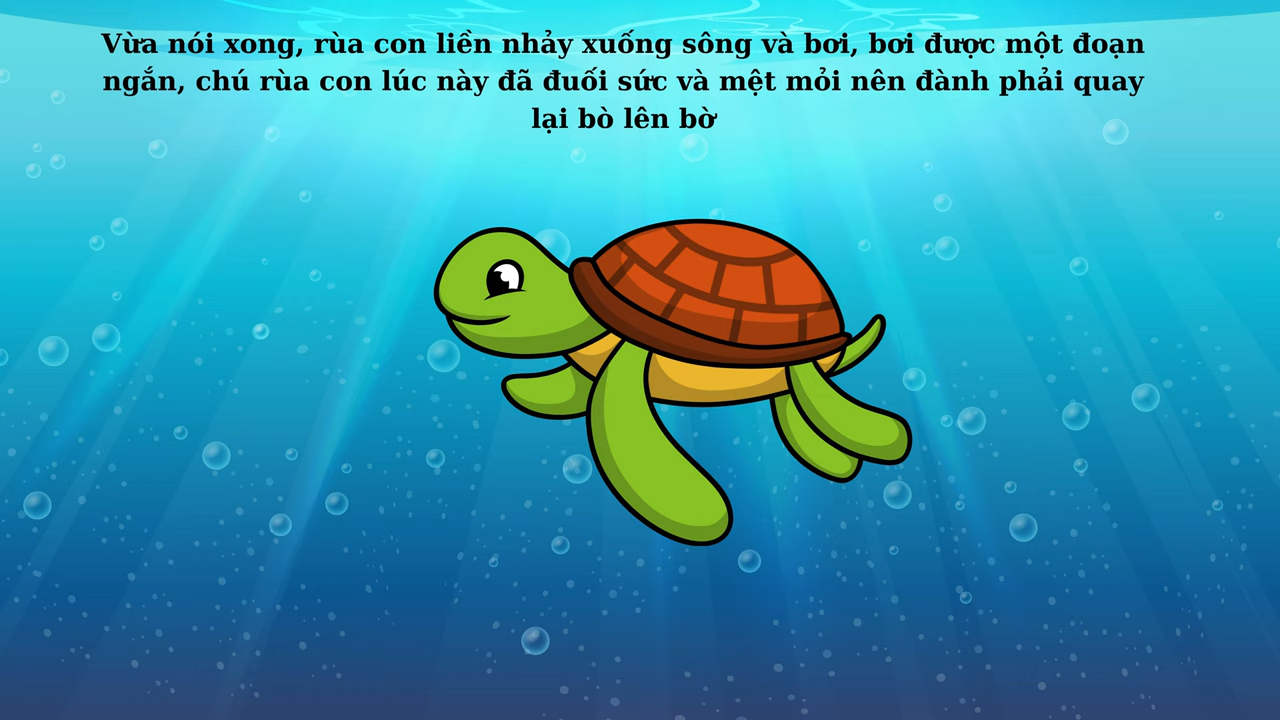 Vừa nói xong, rùa con liền nhảy xuống sông và bơi, bơi được một đoạn
ngắn, chú rùa con lúc này đã đuối sức và mệt mỏi nên đành phải quay
lại bò lên bờ